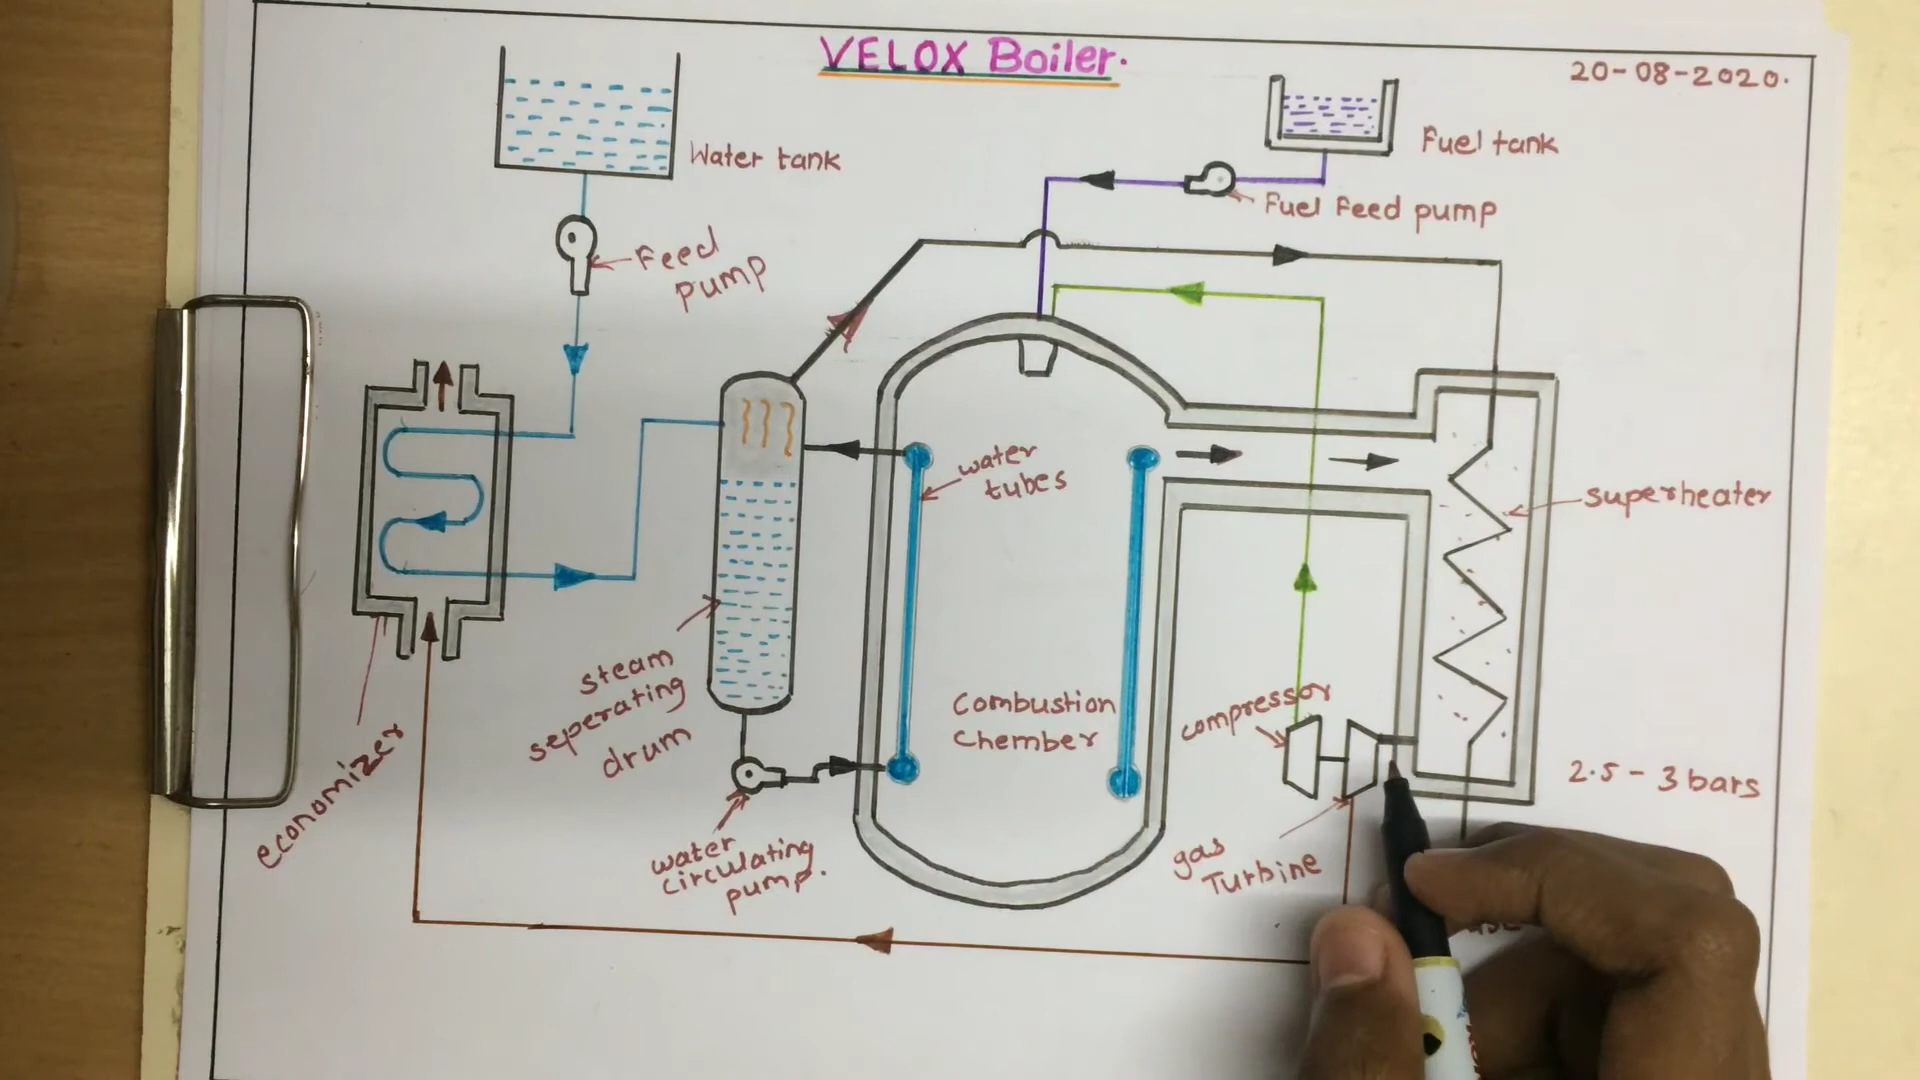 VELOX Boiler.
20-08-2020.
Water tank
Fuel tank
Fuel Feed pump
Feed
pump
water
tubes
superheater
steam
seperating
drum
Combustion
Chember
compressor
2.5 - 3 bars
economizer
water
circulating
pump.
gas
Turbine